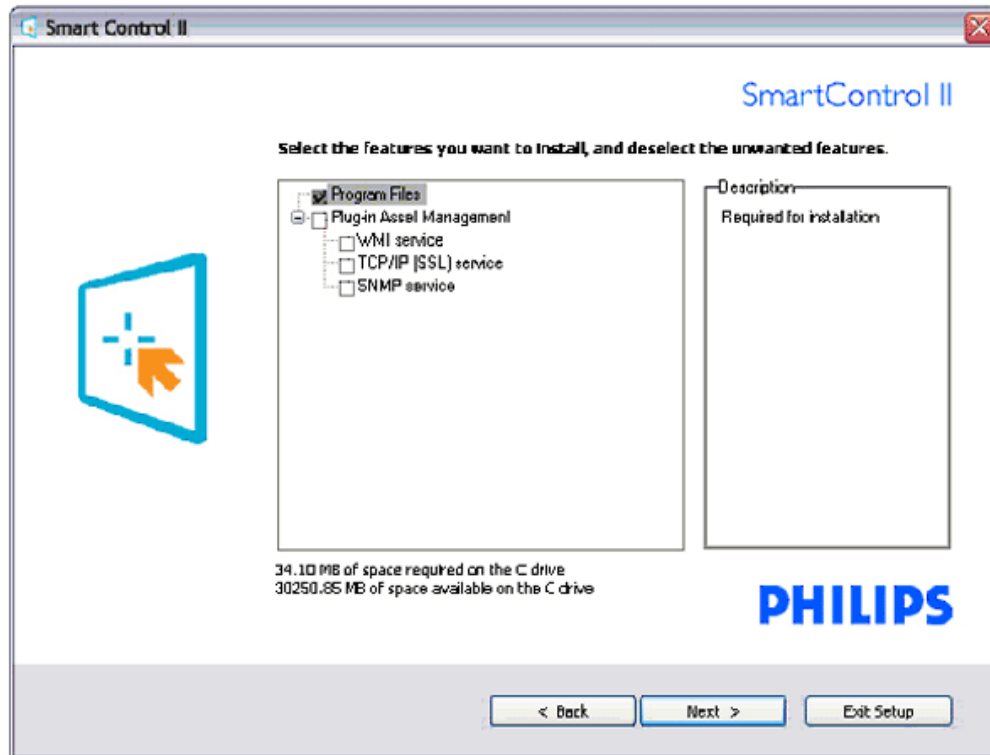 Smart Control II
SmartControl II
Select the features you want to install, and deselect the unwanted features.
Program Files
Plug-in Asset Management
WMI service
TCP/IP (SSL) service
SNMP service
Description
Required for installation
34.10 MB of space required on the C drive
30250.85 MB of space available on the C drive
PHILIPS
< Back
Next >
Exit Setup